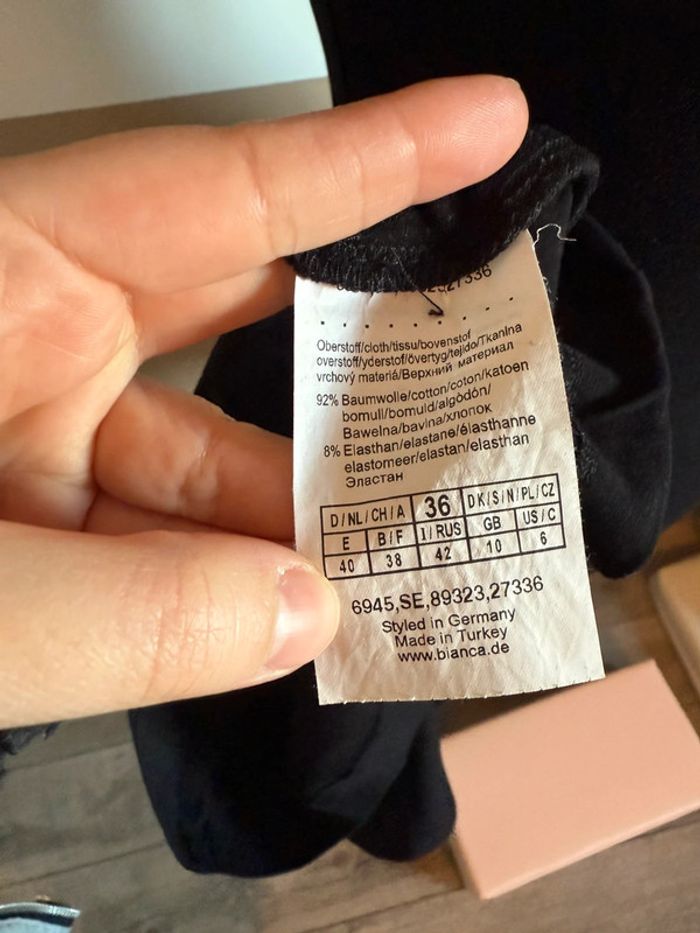 27336
Oberstoff/cloth/tissu/bovenstof
overstoff/yderstof/övertyg/tejido/Tkanina
vrchový materiá/Верхний материал
92% Baumwolle/cotton/coton/katoen
bomull/bomuld/algodón/
Bawelna/bavlna/хлопок
8% Elasthan/elastane/élasthanne
elastomeer/elastan/elasthan
Эластан
D/NL/CH/A 36 DK/S/N/PL/CZ
E B/F I/RUS GB US/C
40 38 42 10 6
6945,SE,89323,27336
Styled in Germany
Made in Turkey
www.bianca.de